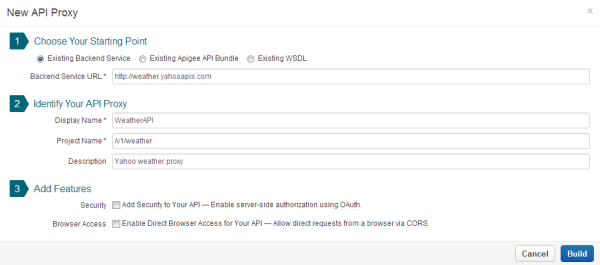 New API Proxy ×
1 Choose Your Starting Point
Existing Backend Service Existing Apigee API Bundle Existing WSDL
Backend Service URL * http://weather.yahooapis.com
2 Identify Your API Proxy
Display Name * WeatherAPI
Project Name * /v1/weather
Description Yahoo weather proxy
3 Add Features
Security Add Security to Your API — Enable server-side authorization using OAuth.
Browser Access Enable Direct Browser Access for Your API — Allow direct requests from a browser via CORS.
Cancel Build